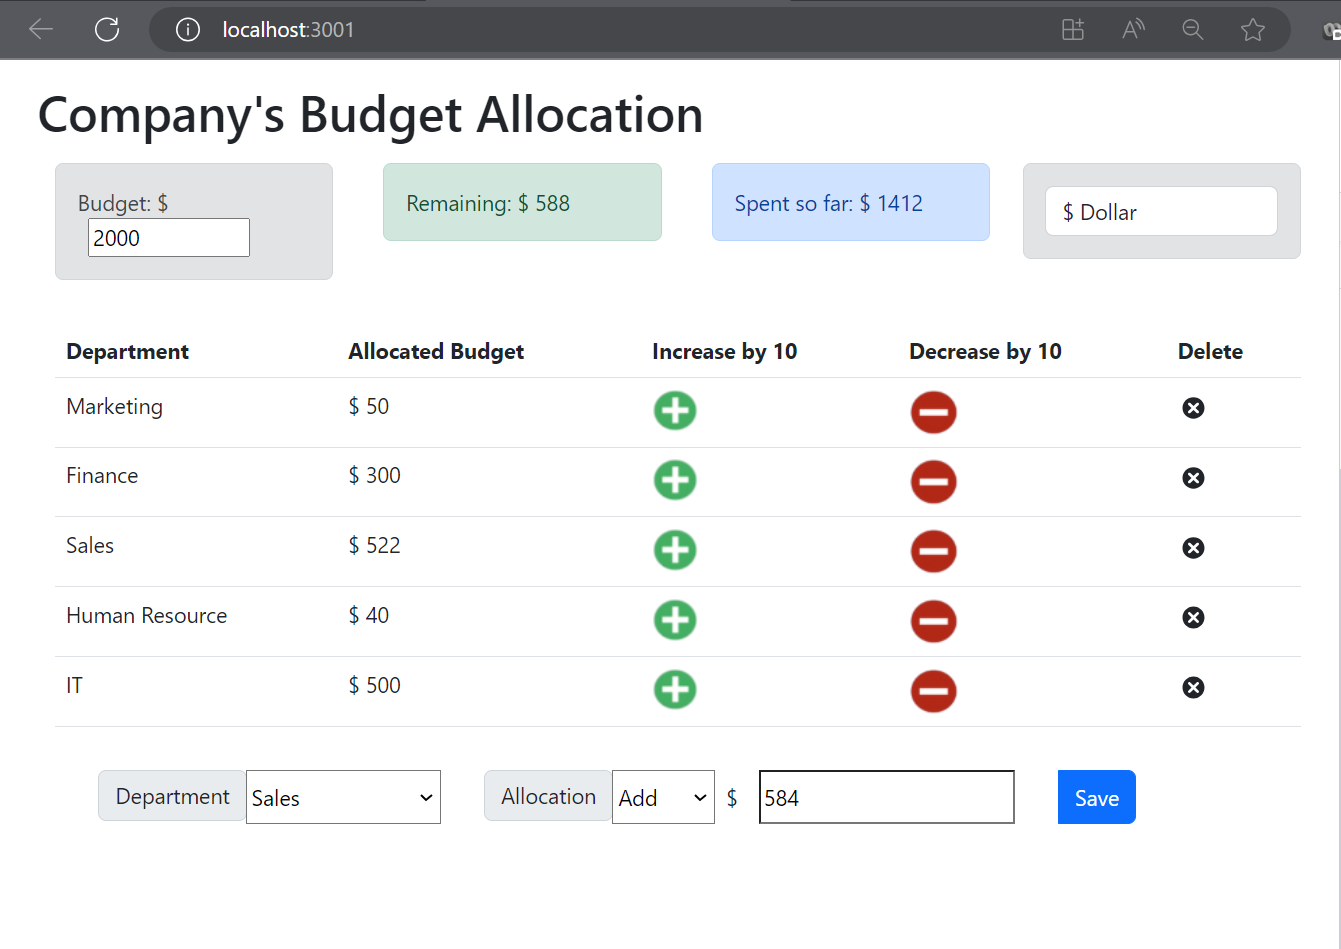 localhost:3001
Company's Budget Allocation
Budget: $
2000
Remaining: $ 588
Spent so far: $ 1412
$ Dollar
Department Allocated Budget Increase by 10 Decrease by 10 Delete
Marketing $ 50
Finance $ 300
Sales $ 522
Human Resource $ 40
IT $ 500
Department Sales Allocation Add $ 584 Save